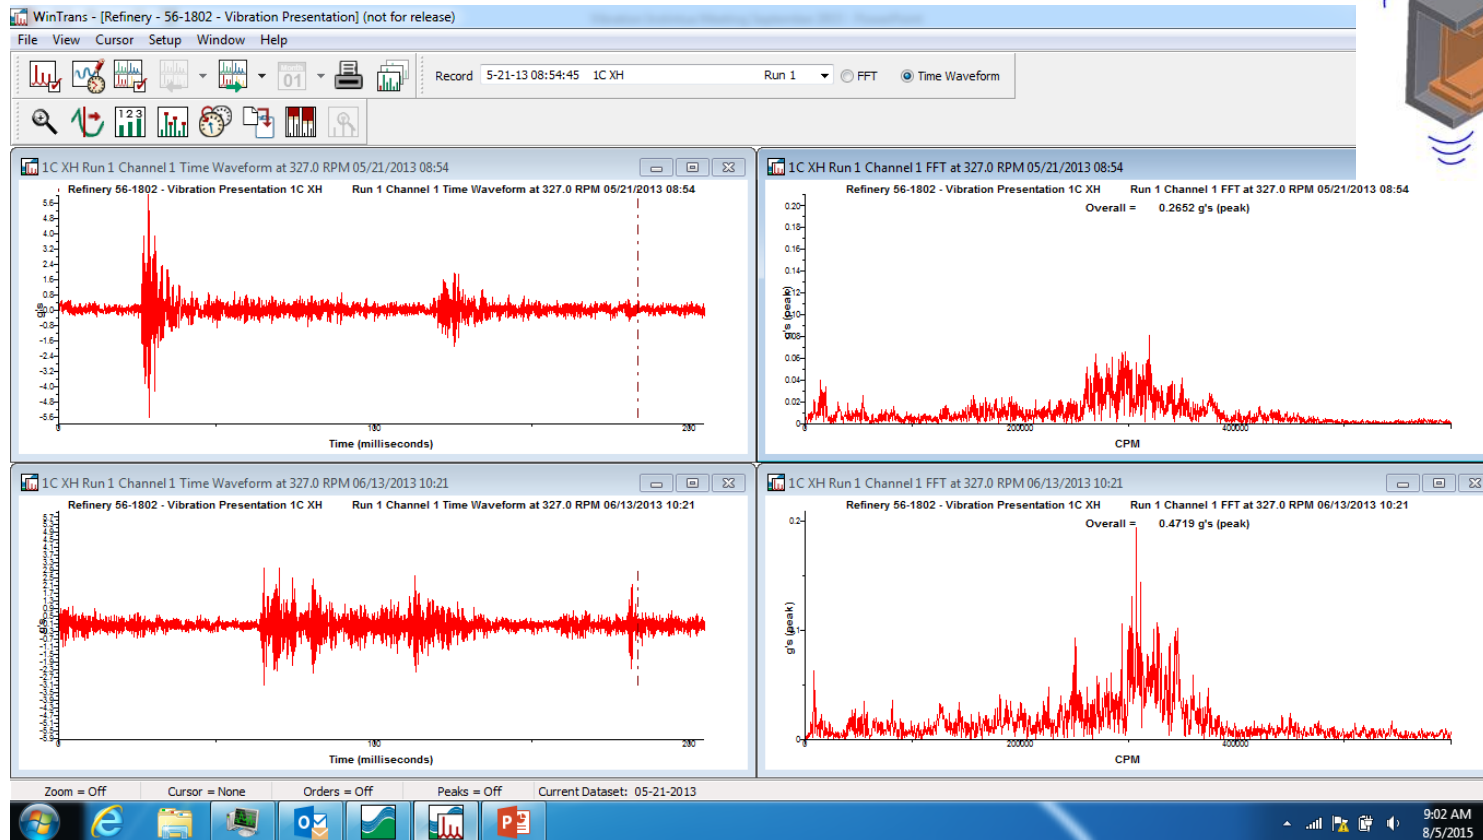 WinTrans - [Refinery - 56-1802 - Vibration Presentation] (not for release)
File View Cursor Setup Window Help
Record 5-21-13 08:54:45 1C XH Run 1 FFT Time Waveform
1C XH Run 1 Channel 1 Time Waveform at 327.0 RPM 05/21/2013 08:54
Refinery 56-1802 - Vibration Presentation 1C XH Run 1 Channel 1 Time Waveform at 327.0 RPM 05/21/2013 08:54
5.6
4.8
4.0
3.2
2.4
1.6
0.8
0.0
g's
-0.8
-1.6
-2.4
-3.2
-4.0
-4.8
-5.6
0 100 200
Time (milliseconds)
1C XH Run 1 Channel 1 FFT at 327.0 RPM 05/21/2013 08:54
Refinery 56-1802 - Vibration Presentation 1C XH Run 1 Channel 1 FFT at 327.0 RPM 05/21/2013 08:54
Overall = 0.2652 g's (peak)
0.20
0.18
0.16
0.14
0.12
0.10
0.08
0.06
0.04
0.02
0
g's (peak)
200000 400000
CPM
1C XH Run 1 Channel 1 Time Waveform at 327.0 RPM 06/13/2013 10:21
Refinery 56-1802 - Vibration Presentation 1C XH Run 1 Channel 1 Time Waveform at 327.0 RPM 06/13/2013 10:21
0 100 200
Time (milliseconds)
1C XH Run 1 Channel 1 FFT at 327.0 RPM 06/13/2013 10:21
Refinery 56-1802 - Vibration Presentation 1C XH Run 1 Channel 1 FFT at 327.0 RPM 06/13/2013 10:21
Overall = 0.4719 g's (peak)
0.2
0.1
0
g's (peak)
200000 400000
CPM
Zoom = Off Cursor = None Orders = Off Peaks = Off Current Dataset: 05-21-2013
9:02 AM
8/5/2015